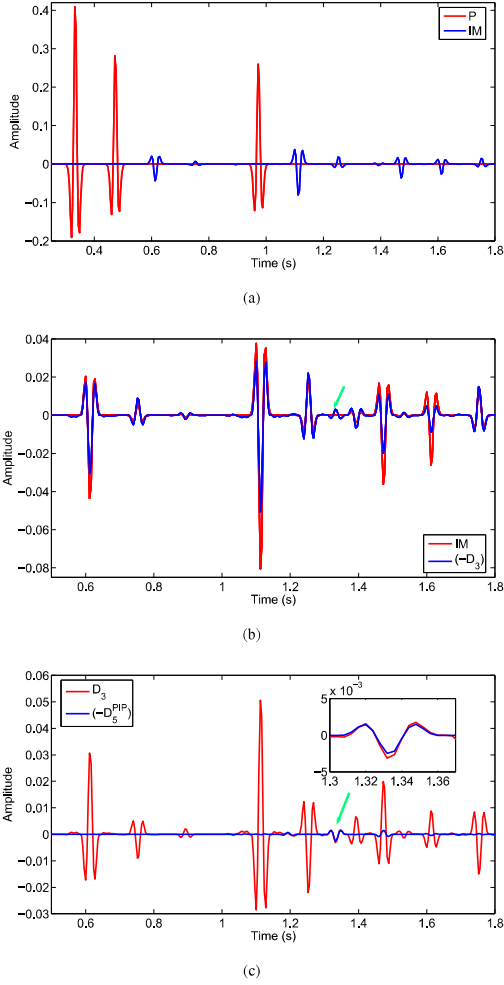 0.4
0.3
0.2
0.1
0
−0.1
−0.2
Amplitude
P
IM
0.4 0.6 0.8 1 1.2 1.4 1.6 1.8
Time (s)
(a)
0.04
0.02
0
−0.02
−0.04
−0.06
−0.08
Amplitude
IM
(−D3)
0.6 0.8 1 1.2 1.4 1.6 1.8
Time (s)
(b)
0.06
0.05
0.04
0.03
0.02
0.01
0
−0.01
−0.02
−0.03
Amplitude
D3
(−D5PIP)
x 10−3
5
0
−5
1.3 1.32 1.34 1.36
0.6 0.8 1 1.2 1.4 1.6 1.8
Time (s)
(c)